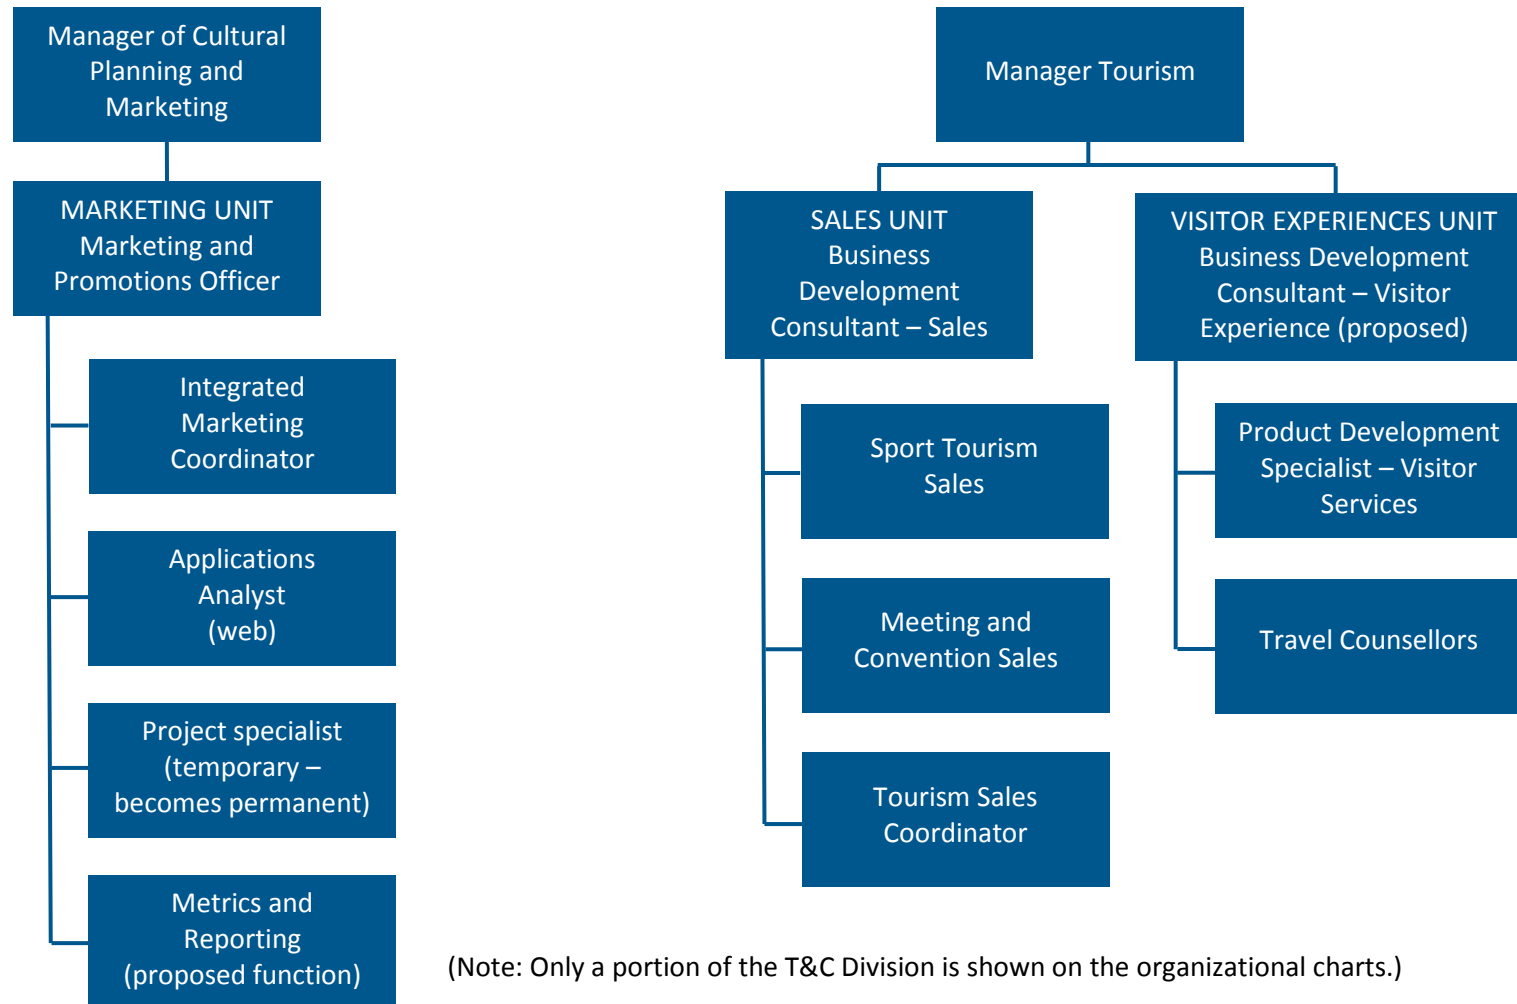 Manager of Cultural
Planning and
Marketing
MARKETING UNIT
Marketing and
Promotions Officer
Integrated
Marketing
Coordinator
Applications
Analyst
(web)
Project specialist
(temporary –
becomes permanent)
Metrics and
Reporting
(proposed function)
Manager Tourism
SALES UNIT
Business
Development
Consultant – Sales
Sport Tourism
Sales
Meeting and
Convention Sales
Tourism Sales
Coordinator
VISITOR EXPERIENCES UNIT
Business Development
Consultant – Visitor
Experience (proposed)
Product Development
Specialist – Visitor
Services
Travel Counsellors
(Note: Only a portion of the T&C Division is shown on the organizational charts.)